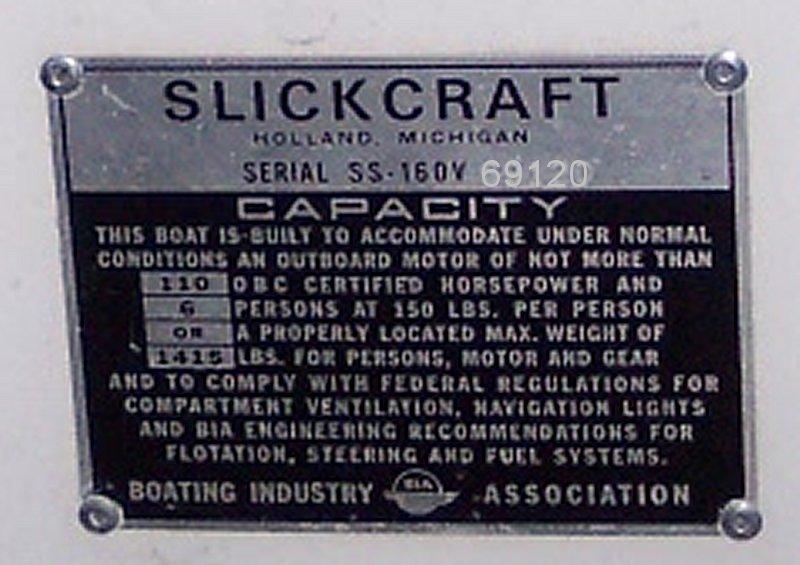 SLICKCRAFT
HOLLAND, MICHIGAN
SERIAL SS-160V 69120
CAPACITY
THIS BOAT IS BUILT TO ACCOMMODATE UNDER NORMAL
CONDITIONS AN OUTBOARD MOTOR OF NOT MORE THAN
110 OBC CERTIFIED HORSEPOWER AND
6 PERSONS AT 150 LBS. PER PERSON
OR A PROPERLY LOCATED MAX. WEIGHT OF
1415 LBS. FOR PERSONS, MOTOR AND GEAR
AND TO COMPLY WITH FEDERAL REGULATIONS FOR
COMPARTMENT VENTILATION, NAVIGATION LIGHTS
AND BIA ENGINEERING RECOMMENDATIONS FOR
FLOTATION, STEERING AND FUEL SYSTEMS.
BOATING INDUSTRY BIA ASSOCIATION